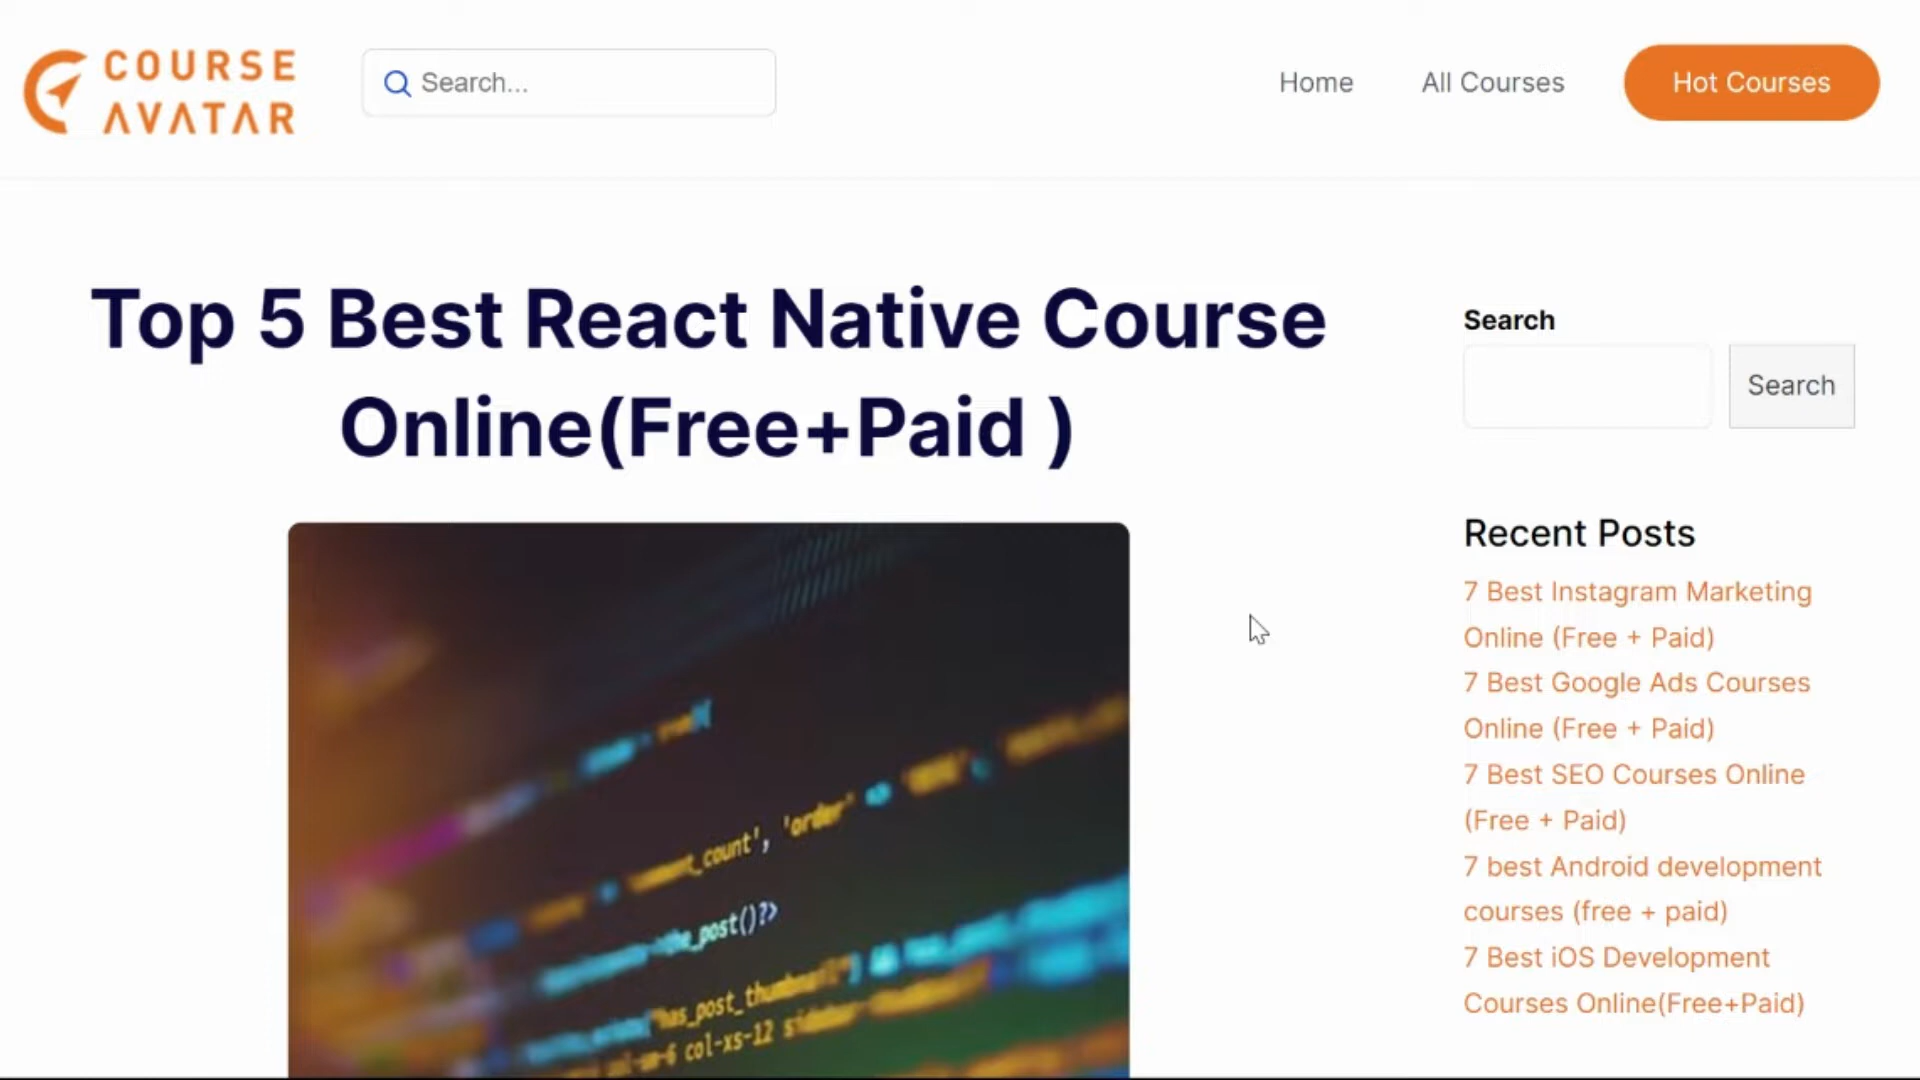 COURSE
AVATAR
Search...
Home
All Courses
Hot Courses
Top 5 Best React Native Course
Online(Free+Paid )
Search
Search
Recent Posts
7 Best Instagram Marketing
Online (Free + Paid)
7 Best Google Ads Courses
Online (Free + Paid)
7 Best SEO Courses Online
(Free + Paid)
7 best Android development
courses (free + paid)
7 Best iOS Development
Courses Online(Free+Paid)
_count', 'order'
_post()?>
has_post_thumbnail
col-xs-12